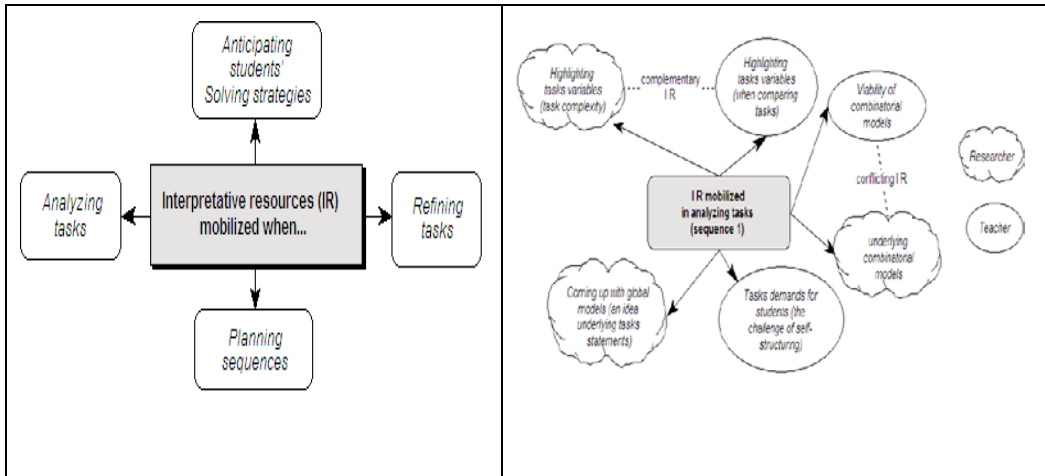 Anticipating
students'
Solving strategies
Analyzing
tasks
Interpretative resources (IR)
mobilized when...
Refining
tasks
Planning
sequences
Highlighting
tasks variables
(task complexity)
complementary
I R
Highlighting
tasks variables
(when comparing
tasks)
Viability of
combinatorial
models
Researcher
conflicting I R
Teacher
I R mobilized
in analyzing tasks
(sequence 1)
underlying
combinatorial
models
Coming up with global
models (an idea
underlying tasks
statements)
Tasks demands for
students (the
challenge of self-
structuring)